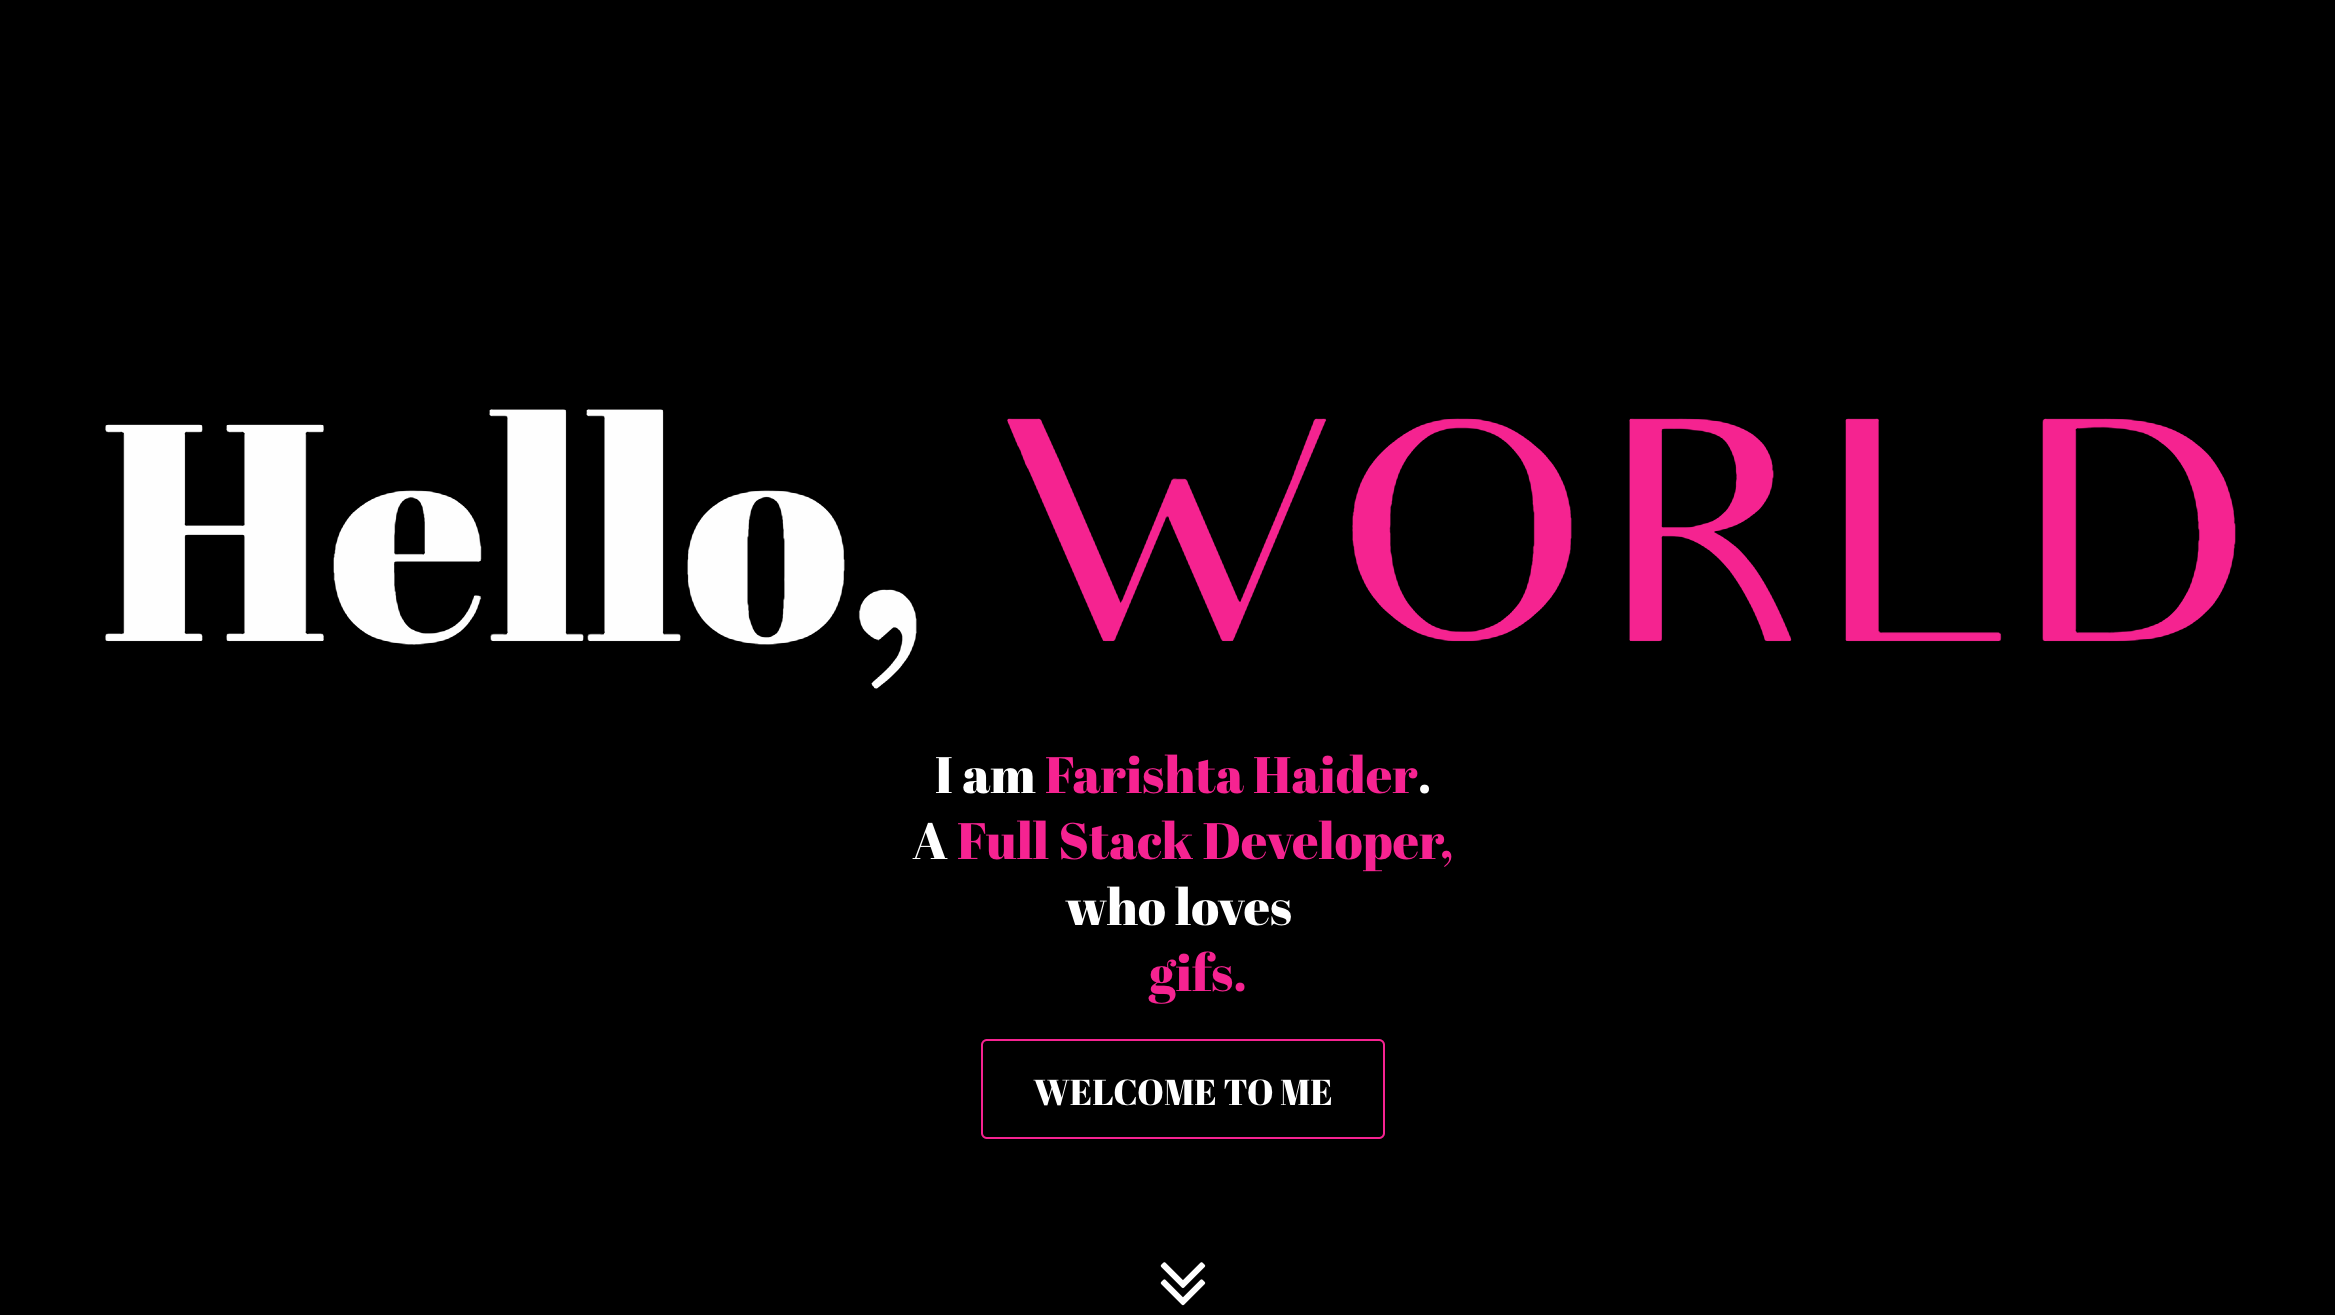 Hello, WORLD
I am Farishta Haider.
A Full Stack Developer,
who loves
gifs.
WELCOME TO ME